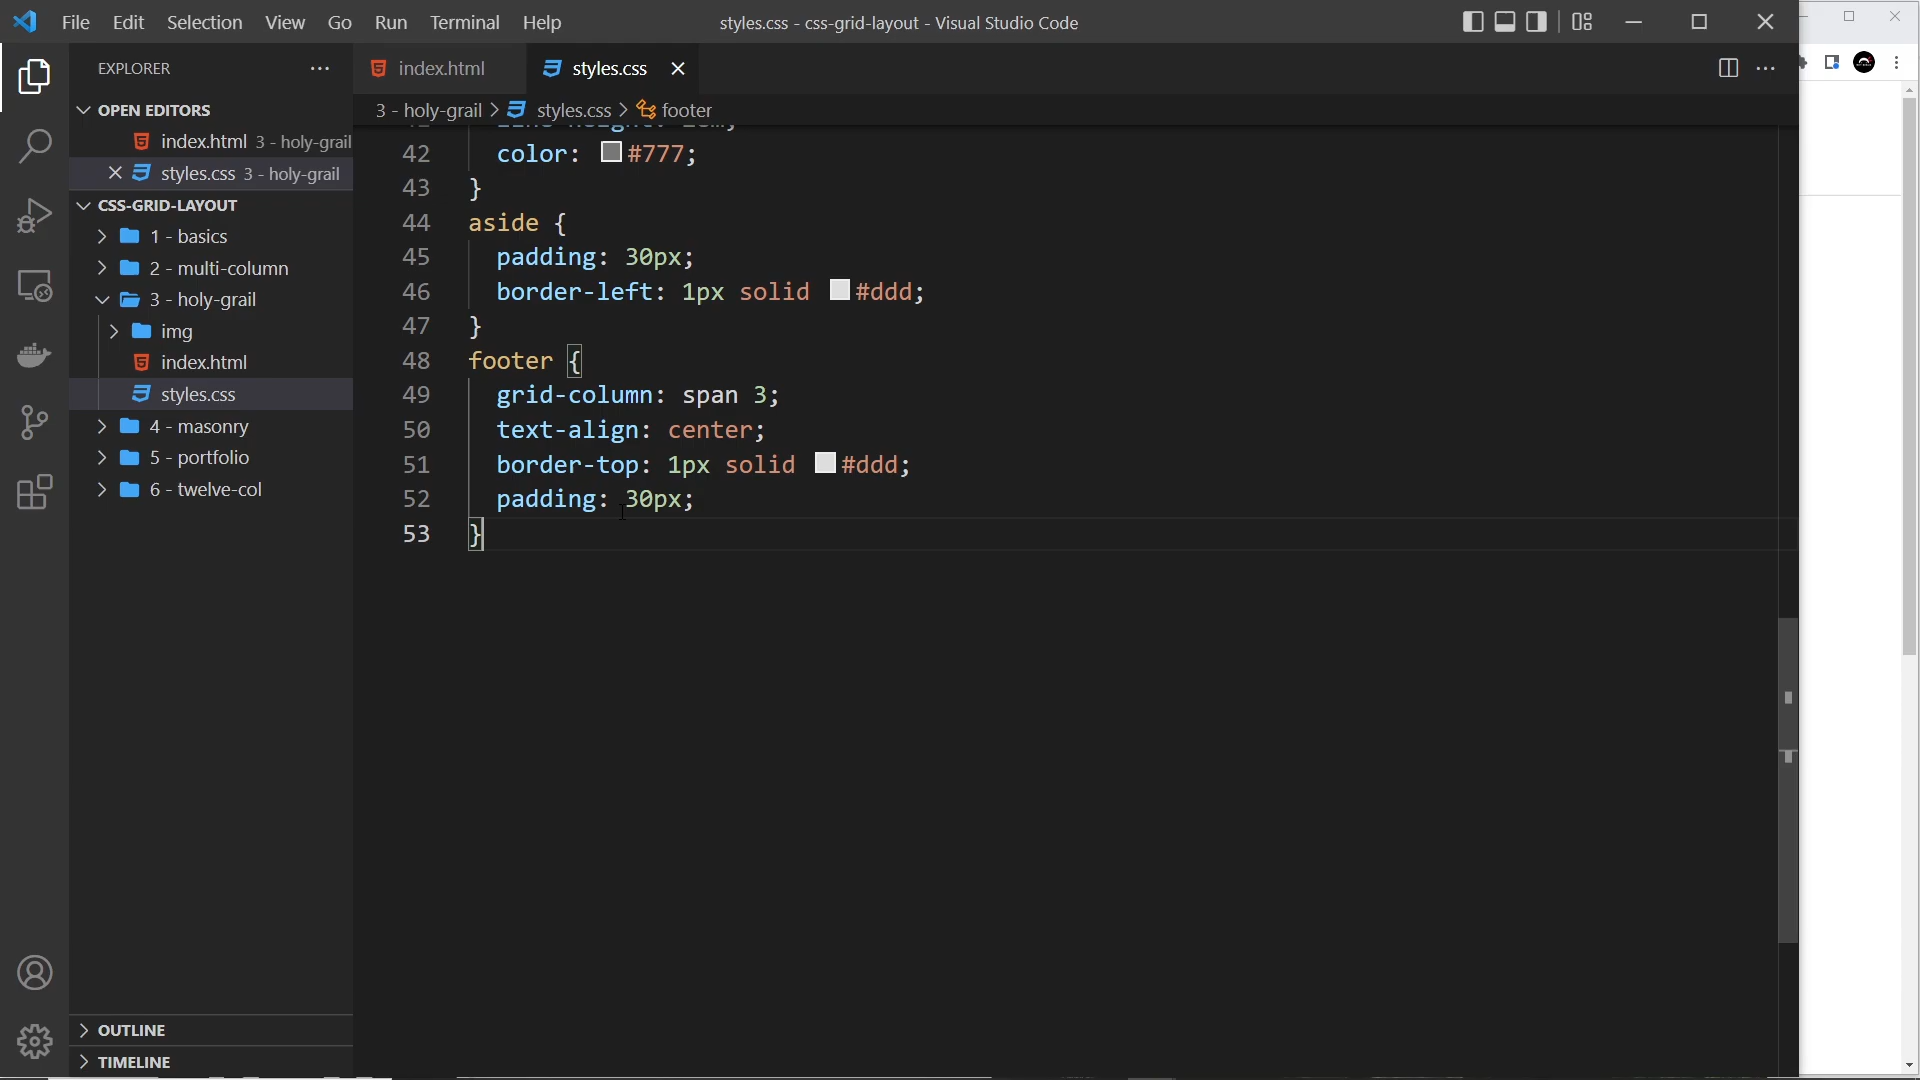 File Edit Selection View Go Run Terminal Help
styles.css - css-grid-layout - Visual Studio Code
EXPLORER
index.html
styles.css
3 - holy-grail > styles.css > footer
OPEN EDITORS
index.html 3 - holy-grail
styles.css 3 - holy-grail
CSS-GRID-LAYOUT
1 - basics
2 - multi-column
3 - holy-grail
img
index.html
styles.css
4 - masonry
5 - portfolio
6 - twelve-col
OUTLINE
TIMELINE
42 color: #777;
43 }
44 aside {
45 padding: 30px;
46 border-left: 1px solid #ddd;
47 }
48 footer {
49 grid-column: span 3;
50 text-align: center;
51 border-top: 1px solid #ddd;
52 padding: 30px;
53 }